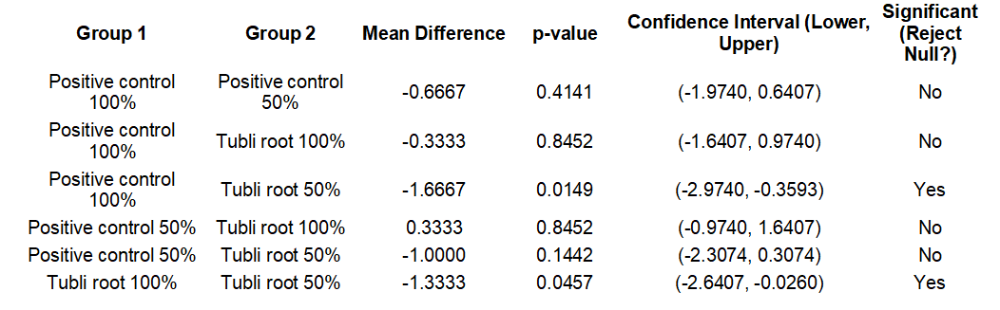 Group 1 Group 2 Mean Difference p-value Confidence Interval (Lower, Upper) Significant (Reject Null?)
Positive control 100% Positive control 50% -0.6667 0.4141 (-1.9740, 0.6407) No
Positive control 100% Tubli root 100% -0.3333 0.8452 (-1.6407, 0.9740) No
Positive control 100% Tubli root 50% -1.6667 0.0149 (-2.9740, -0.3593) Yes
Positive control 50% Tubli root 100% 0.3333 0.8452 (-0.9740, 1.6407) No
Positive control 50% Tubli root 50% -1.0000 0.1442 (-2.3074, 0.3074) No
Tubli root 100% Tubli root 50% -1.3333 0.0457 (-2.6407, -0.0260) Yes